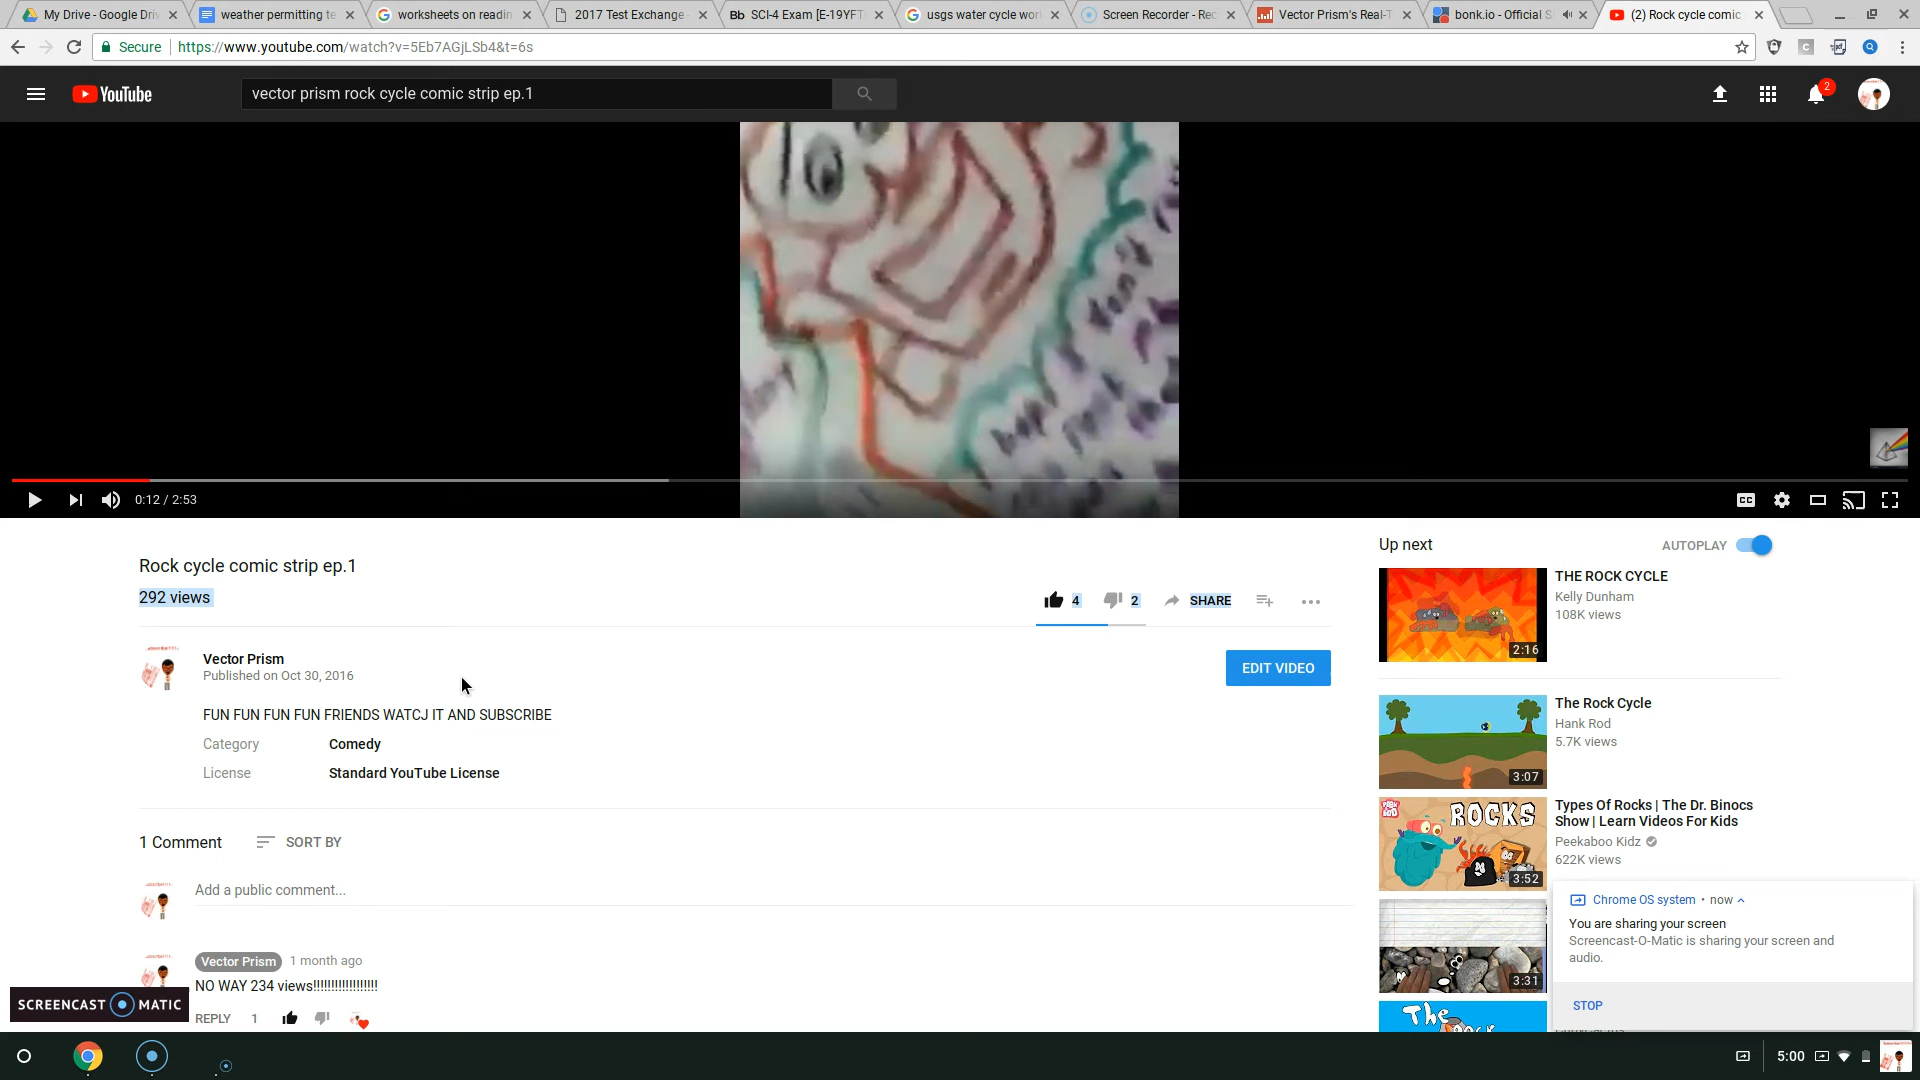 My Drive - Google Dri
weather permitting te
worksheets on readin
2017 Test Exchange -
Bb SCI-4 Exam [E-19YFT
usgs water cycle wor
Screen Recorder - Rec
Vector Prism's Real-T
bonk.io - Official S
(2) Rock cycle comic
Secure
https://www.youtube.com/watch?v=5Eb7AGjLSb4&t=6s
YouTube
vector prism rock cycle comic strip ep.1
2
0:12 / 2:53
CC
Rock cycle comic strip ep.1
292 views
4
2
SHARE
Vector Prism
Published on Oct 30, 2016
EDIT VIDEO
FUN FUN FUN FUN FRIENDS WATCJ IT AND SUBSCRIBE
Category Comedy
License Standard YouTube License
1 Comment
SORT BY
Add a public comment...
Vector Prism 1 month ago
NO WAY 234 views!!!!!!!!!!!!!!!!!!
REPLY 1
SCREENCAST MATIC
Up next
AUTOPLAY
THE ROCK CYCLE
Kelly Dunham
108K views
2:16
The Rock Cycle
Hank Rod
5.7K views
3:07
ROCKS
Types Of Rocks | The Dr. Binocs
Show | Learn Videos For Kids
Peekaboo Kidz
622K views
3:52
3:31
The
Rock
Chrome OS system • now
You are sharing your screen
Screencast-O-Matic is sharing your screen and
audio.
STOP
5:00